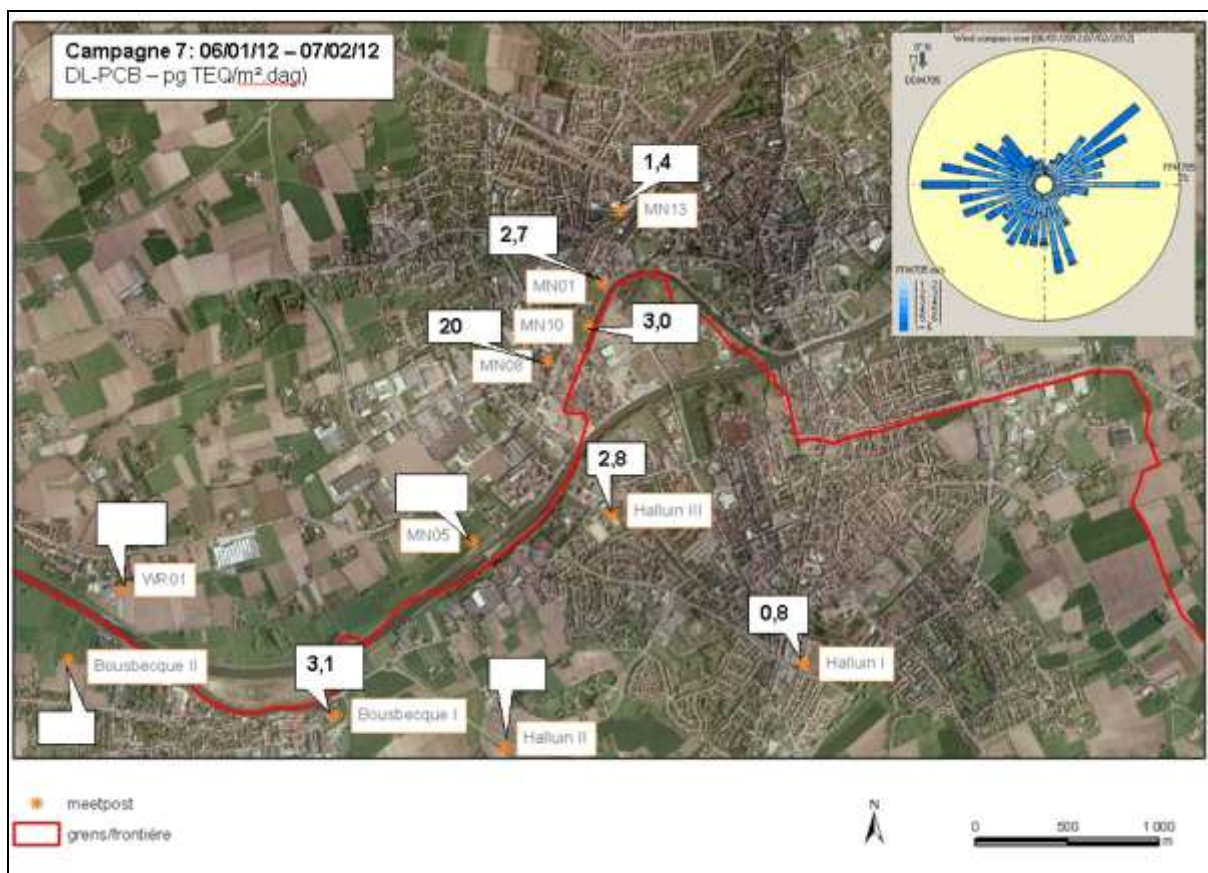 Campagne 7: 06/01/12 – 07/02/12
DL-PCB – pg TEQ/m².dag)
1,4
MN13
2,7
MN01
MN10
3,0
20
MN08
2,8
Halluin III
MN05
WR01
0,8
Halluin I
Bousbecque II
3,1
Bousbecque I
Halluin II
meetpost
grens/frontière
N
0 500 1 000
m